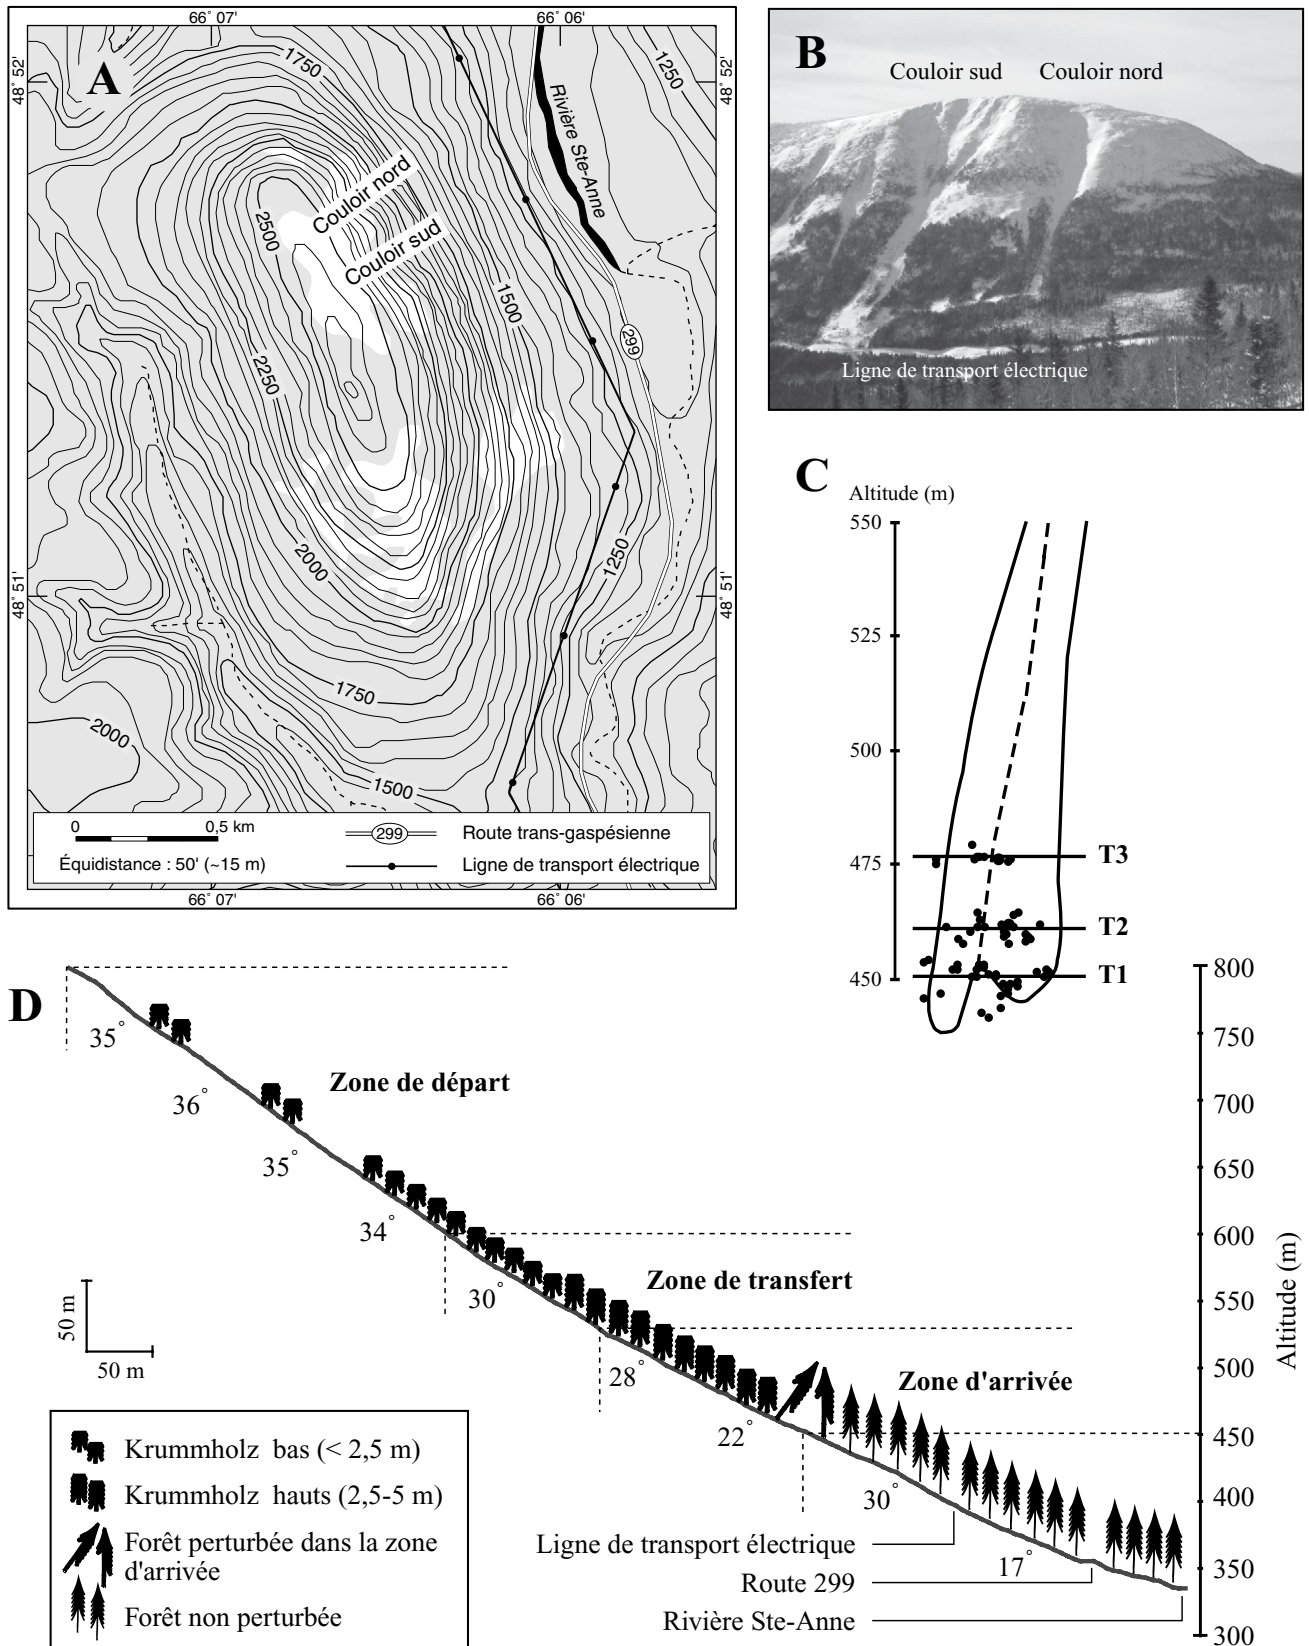 A
66° 07'
66° 06'
48° 52'
48° 52'
1750
1250
Rivière Ste-Anne
Couloir nord
Couloir sud
2500
1500
299
2250
2000
1250
48° 51'
48° 51'
1750
2000
1500
0 0,5 km
299 Route trans-gaspésienne
Équidistance : 50' (~15 m)
Ligne de transport électrique
66° 07'
66° 06'
B
Couloir sud Couloir nord
Ligne de transport électrique
C
Altitude (m)
550
525
500
475
450
T3
T2
T1
D
35°
36°
35°
34°
30°
28°
22°
30°
17°
Zone de départ
Zone de transfert
Zone d'arrivée
800
750
700
650
600
550
500
450
400
350
300
Altitude (m)
50 m
50 m
Krummholz bas (< 2,5 m)
Krummholz hauts (2,5-5 m)
Forêt perturbée dans la zone
d'arrivée
Forêt non perturbée
Ligne de transport électrique
Route 299
Rivière Ste-Anne